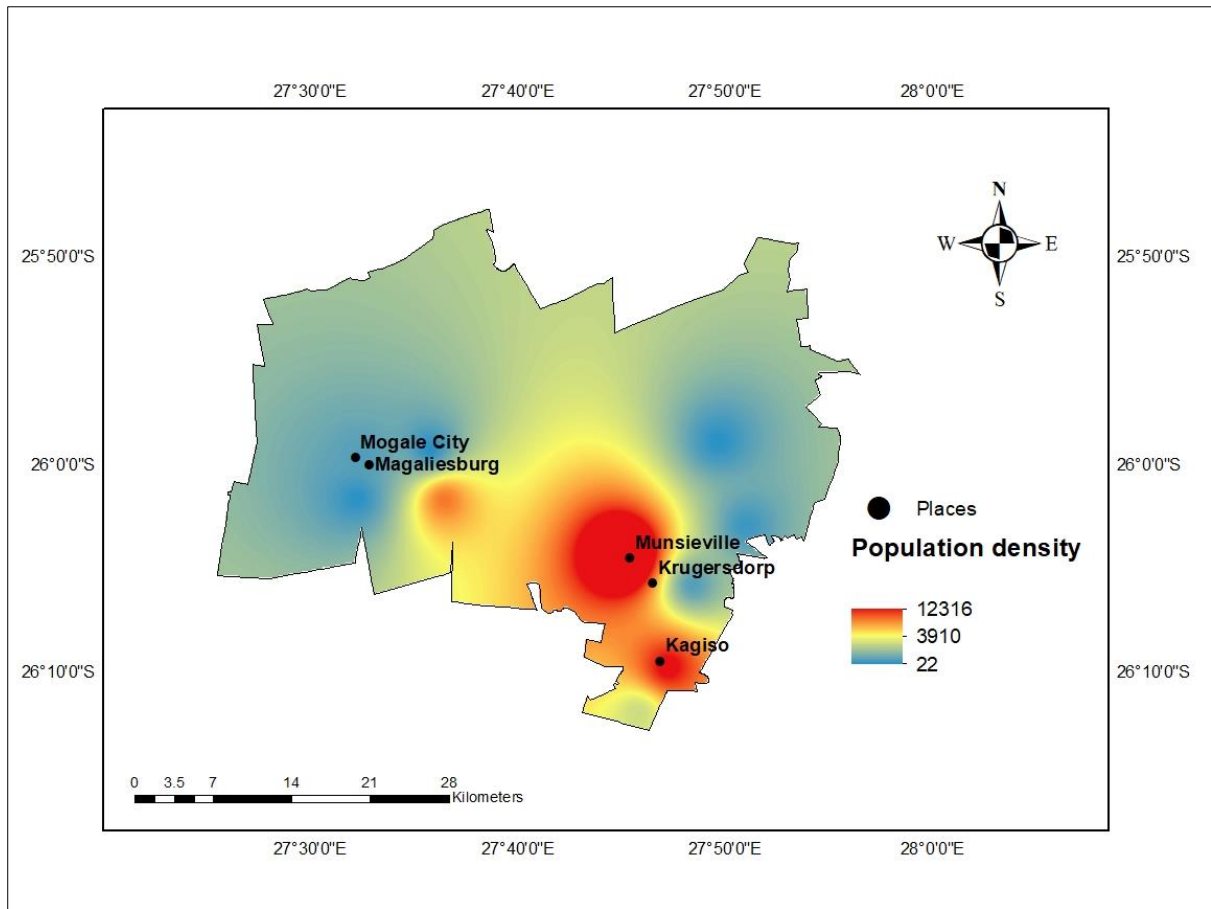 27°30'0"E 27°40'0"E 27°50'0"E 28°0'0"E
N
W E
S
25°50'0"S 25°50'0"S
Mogale City
Magaliesburg
26°0'0"S 26°0'0"S
Places
Munsieville
Population density
Krugersdorp
12316
3910
22
Kagiso
26°10'0"S 26°10'0"S
0 3.5 7 14 21 28
Kilometers
27°30'0"E 27°40'0"E 27°50'0"E 28°0'0"E